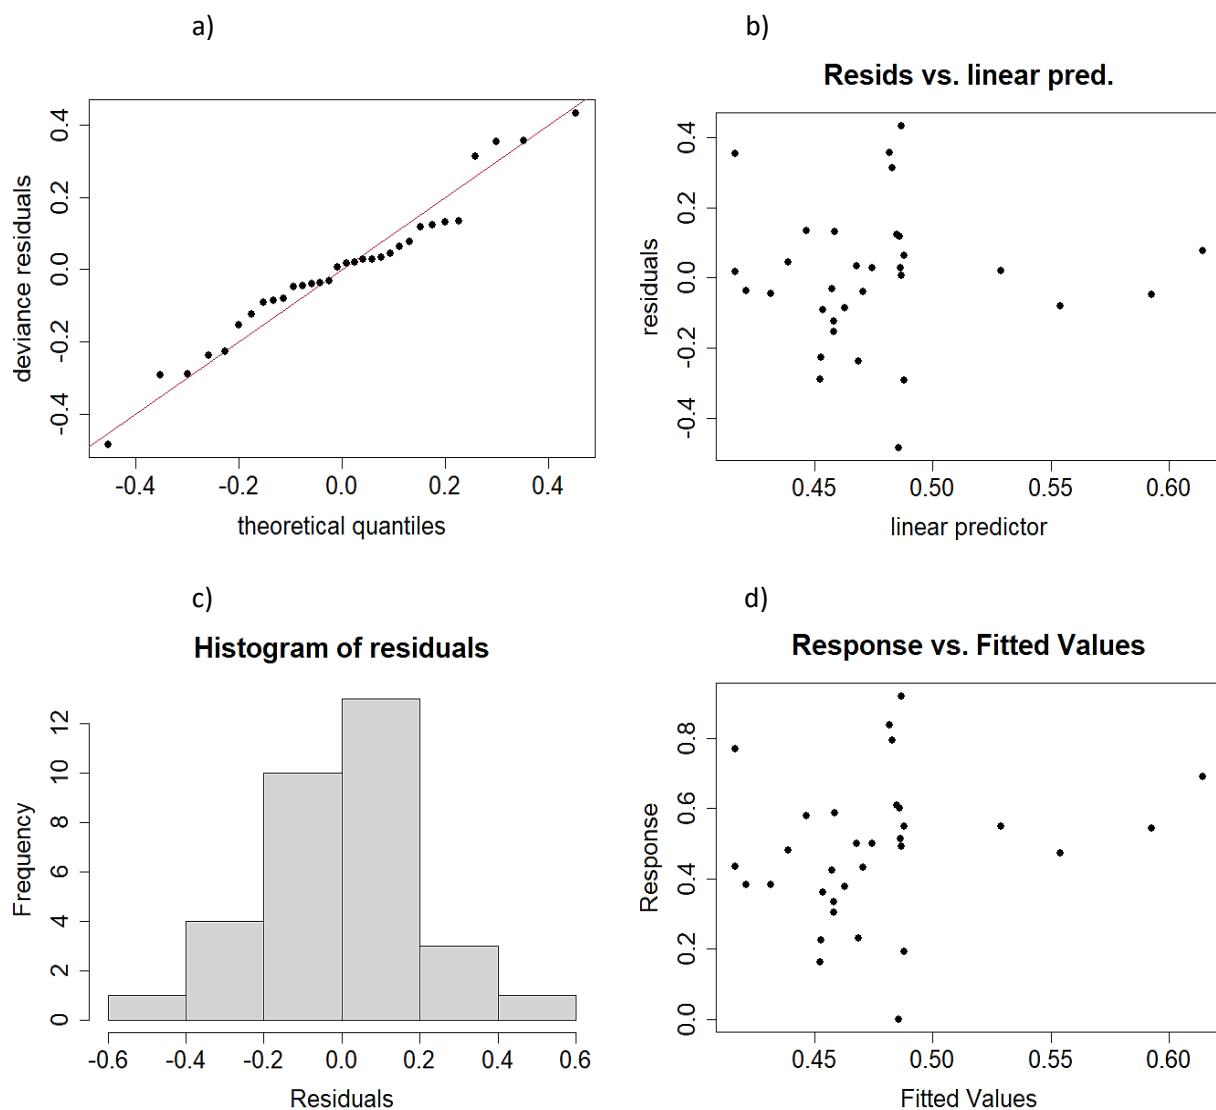 a)
deviance residuals
0.4
0.2
0.0
-0.2
-0.4
-0.4 -0.2 0.0 0.2 0.4
theoretical quantiles
b)
Resids vs. linear pred.
residuals
0.4
0.2
0.0
-0.2
-0.4
0.45 0.50 0.55 0.60
linear predictor
c)
Histogram of residuals
Frequency
12
10
8
6
4
2
0
-0.6 -0.4 -0.2 0.0 0.2 0.4 0.6
Residuals
d)
Response vs. Fitted Values
Response
0.8
0.6
0.4
0.2
0.0
0.45 0.50 0.55 0.60
Fitted Values